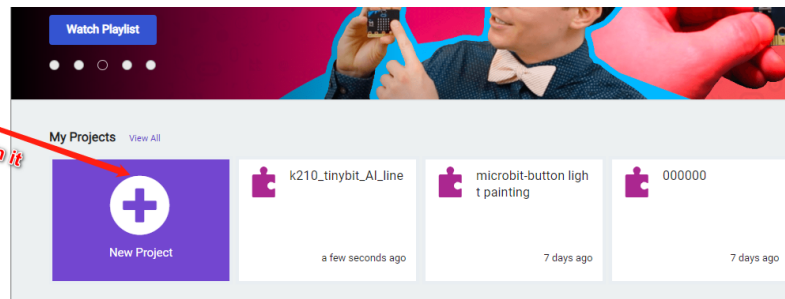 Watch Playlist
My Projects View All
it
New Project
k210_tinybit_AI_line
a few seconds ago
microbit-button ligh
t painting
7 days ago
000000
7 days ago